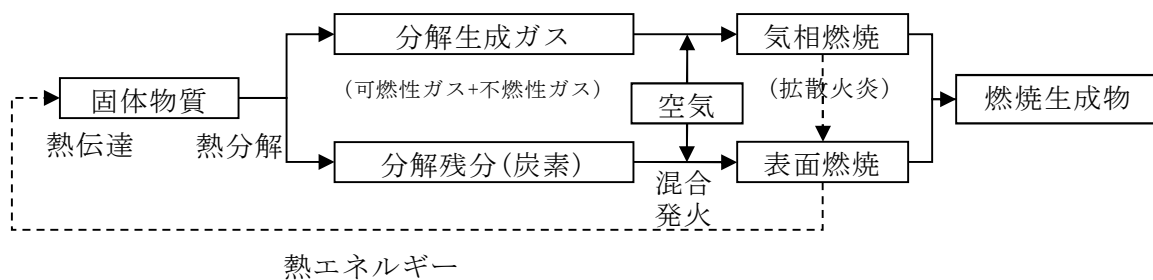 分解生成ガス
気相燃焼
(可燃性ガス+不燃性ガス)
(拡散火炎)
固体物質
空気
燃焼生成物
熱伝達
熱分解
分解残分(炭素)
表面燃焼
混合
発火
熱エネルギー